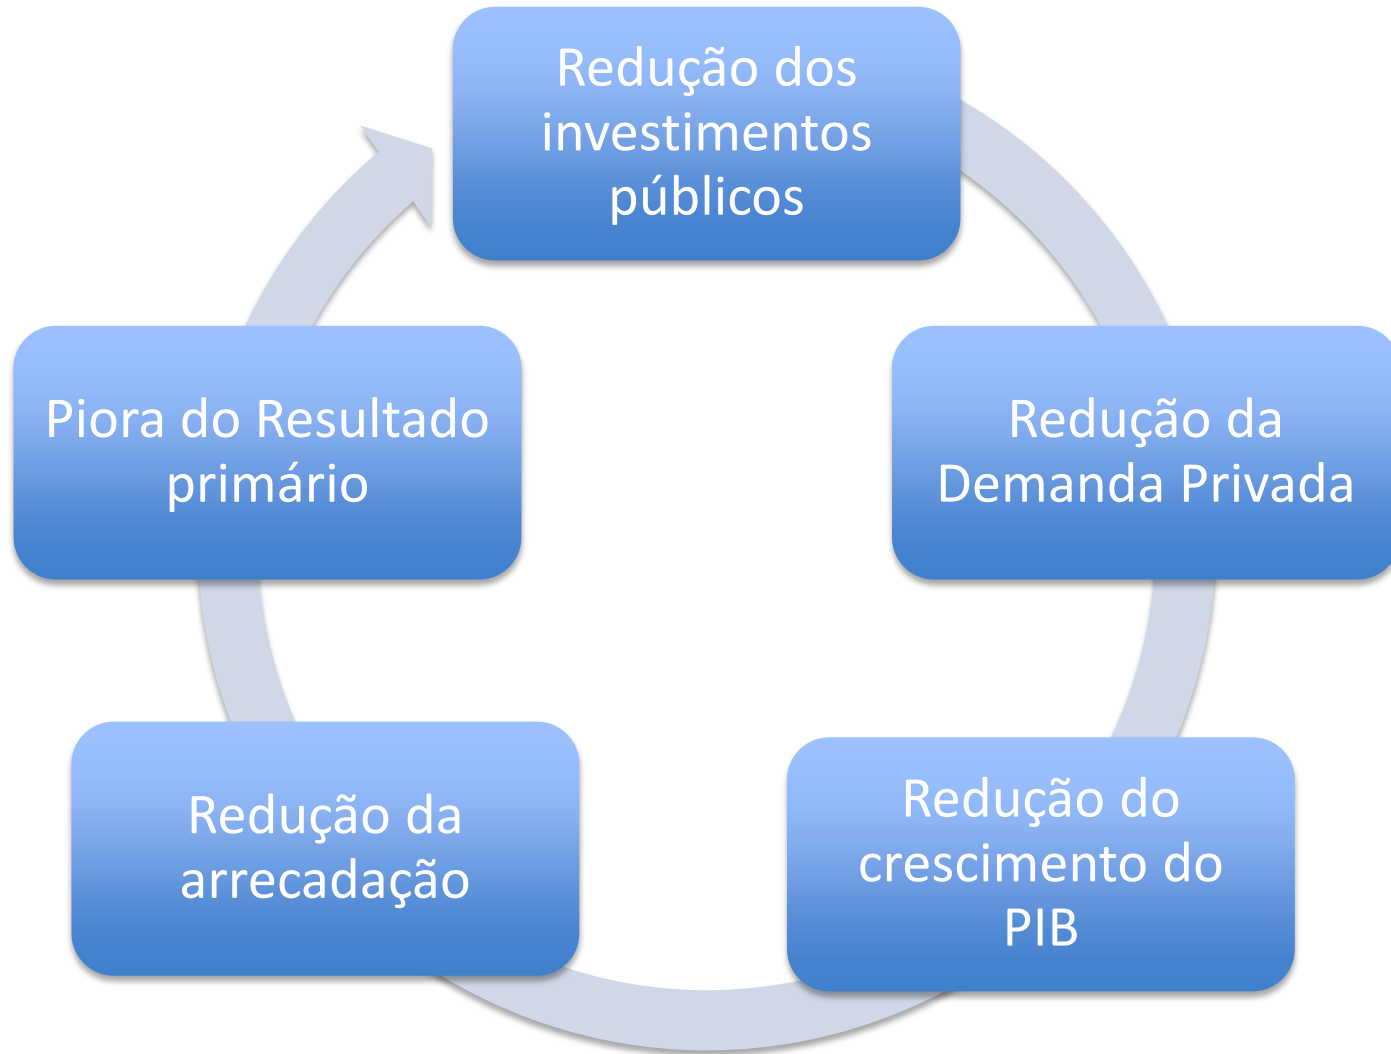 Redução dos
investimentos
públicos
Redução da
Demanda Privada
Redução do
crescimento do
PIB
Redução da
arrecadação
Piora do Resultado
primário